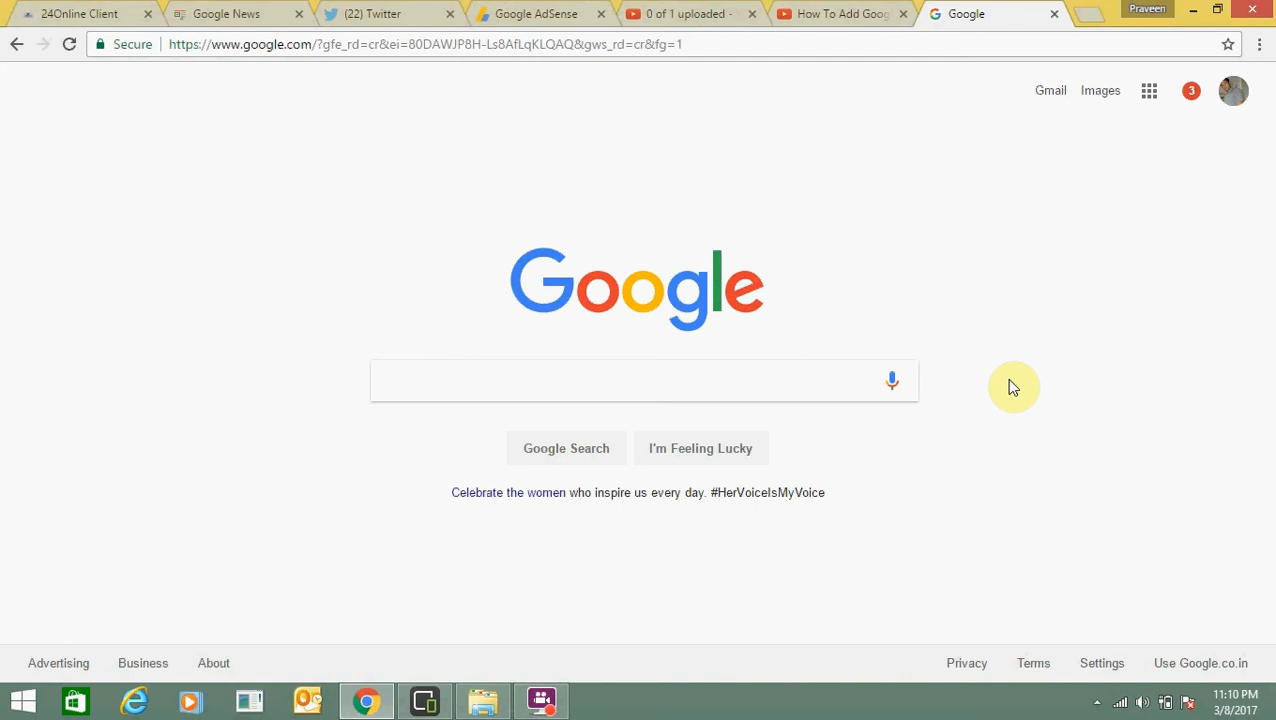 24Online Client
Google News
(22) Twitter
Google AdSense
0 of 1 uploaded -
How To Add Goog
Google
Praveen
Secure
https://www.google.com/?gfe_rd=cr&ei=80DAWJP8H-Ls8AfLqKLQAQ&gws_rd=cr&fg=1
Gmail
Images
3
Google
Google Search
I'm Feeling Lucky
Celebrate the women who inspire us every day. #HerVoiceIsMyVoice
Advertising
Business
About
Privacy
Terms
Settings
Use Google.co.in
11:10 PM
3/8/2017